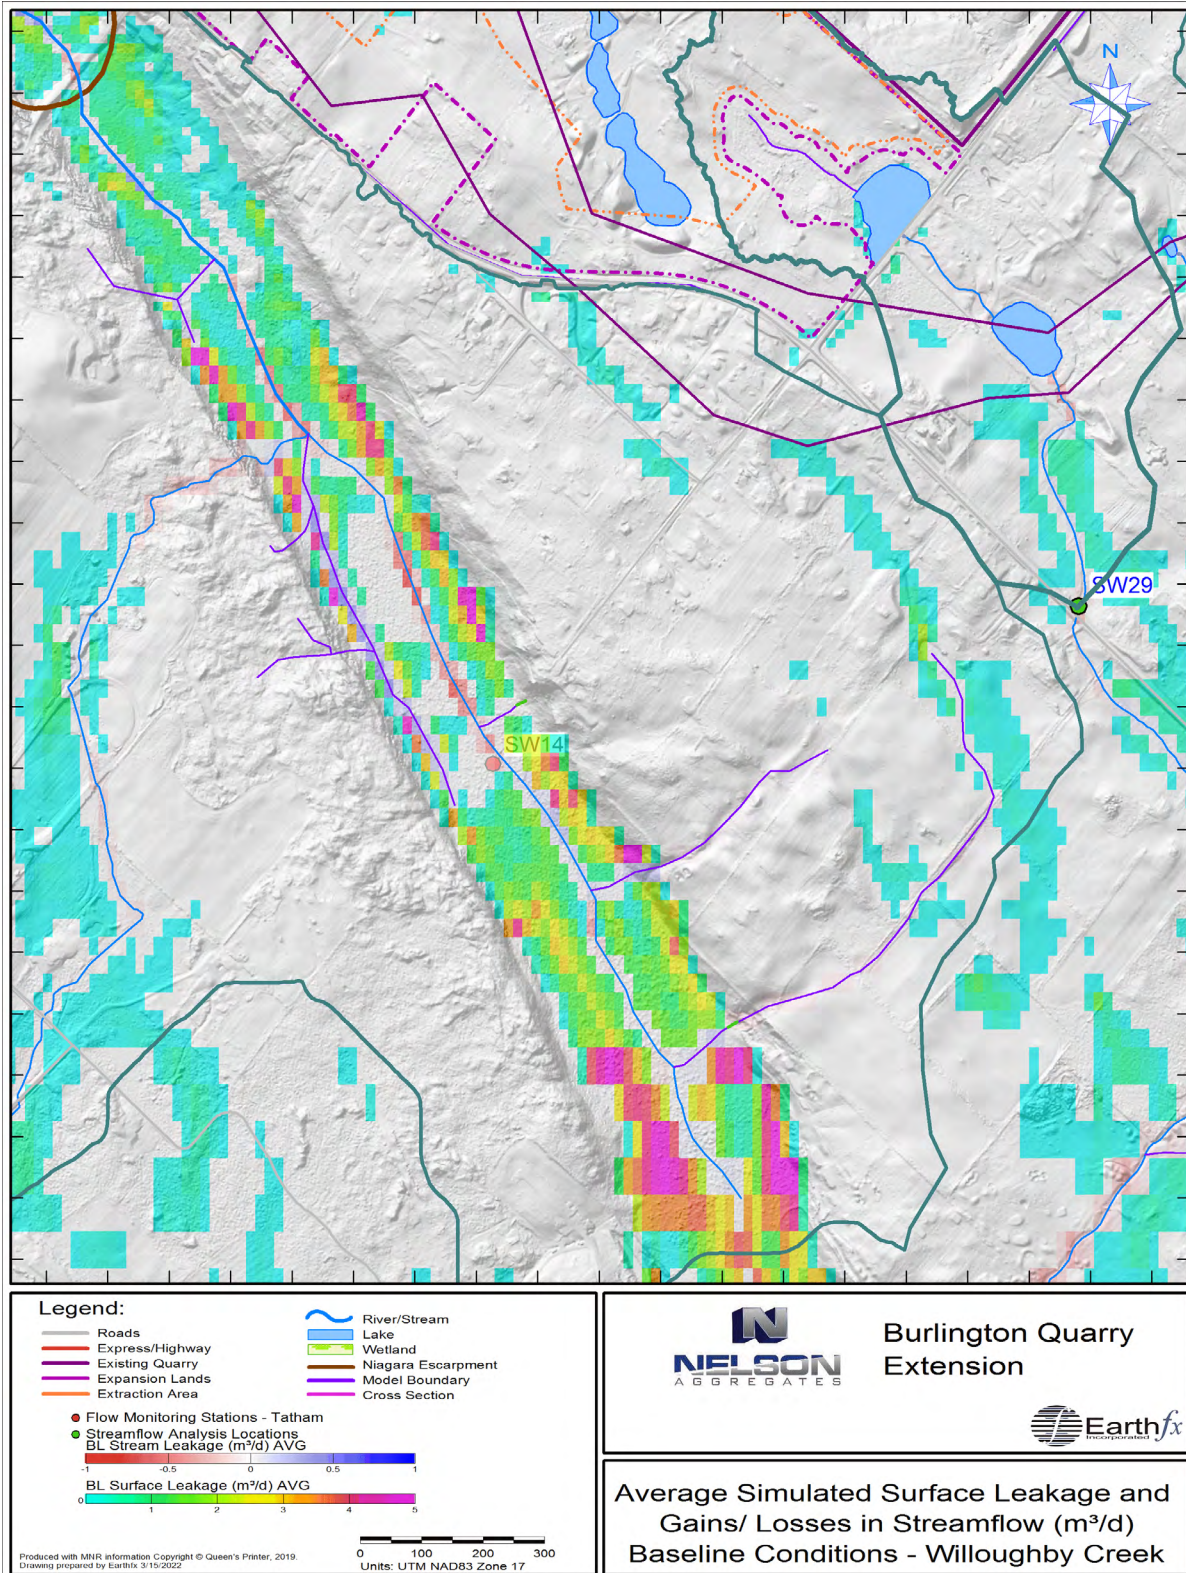 N
SW29
SW14
Legend:
Roads
Express/Highway
Existing Quarry
Expansion Lands
Extraction Area
River/Stream
Lake
Wetland
Niagara Escarpment
Model Boundary
Cross Section
Flow Monitoring Stations - Tatham
Streamflow Analysis Locations
BL Stream Leakage (m³/d) AVG
-1 -0.5 0 0.5 1
BL Surface Leakage (m³/d) AVG
0 1 2 3 4 5
0 100 200 300
Units: UTM NAD83 Zone 17
Produced with MNR information Copyright © Queen's Printer, 2019.
Drawing prepared by Earthfx 3/15/2022
N
NELSON
AGGREGATES
Burlington Quarry
Extension
Earthfx
Incorporated
Average Simulated Surface Leakage and
Gains/ Losses in Streamflow (m³/d)
Baseline Conditions - Willoughby Creek